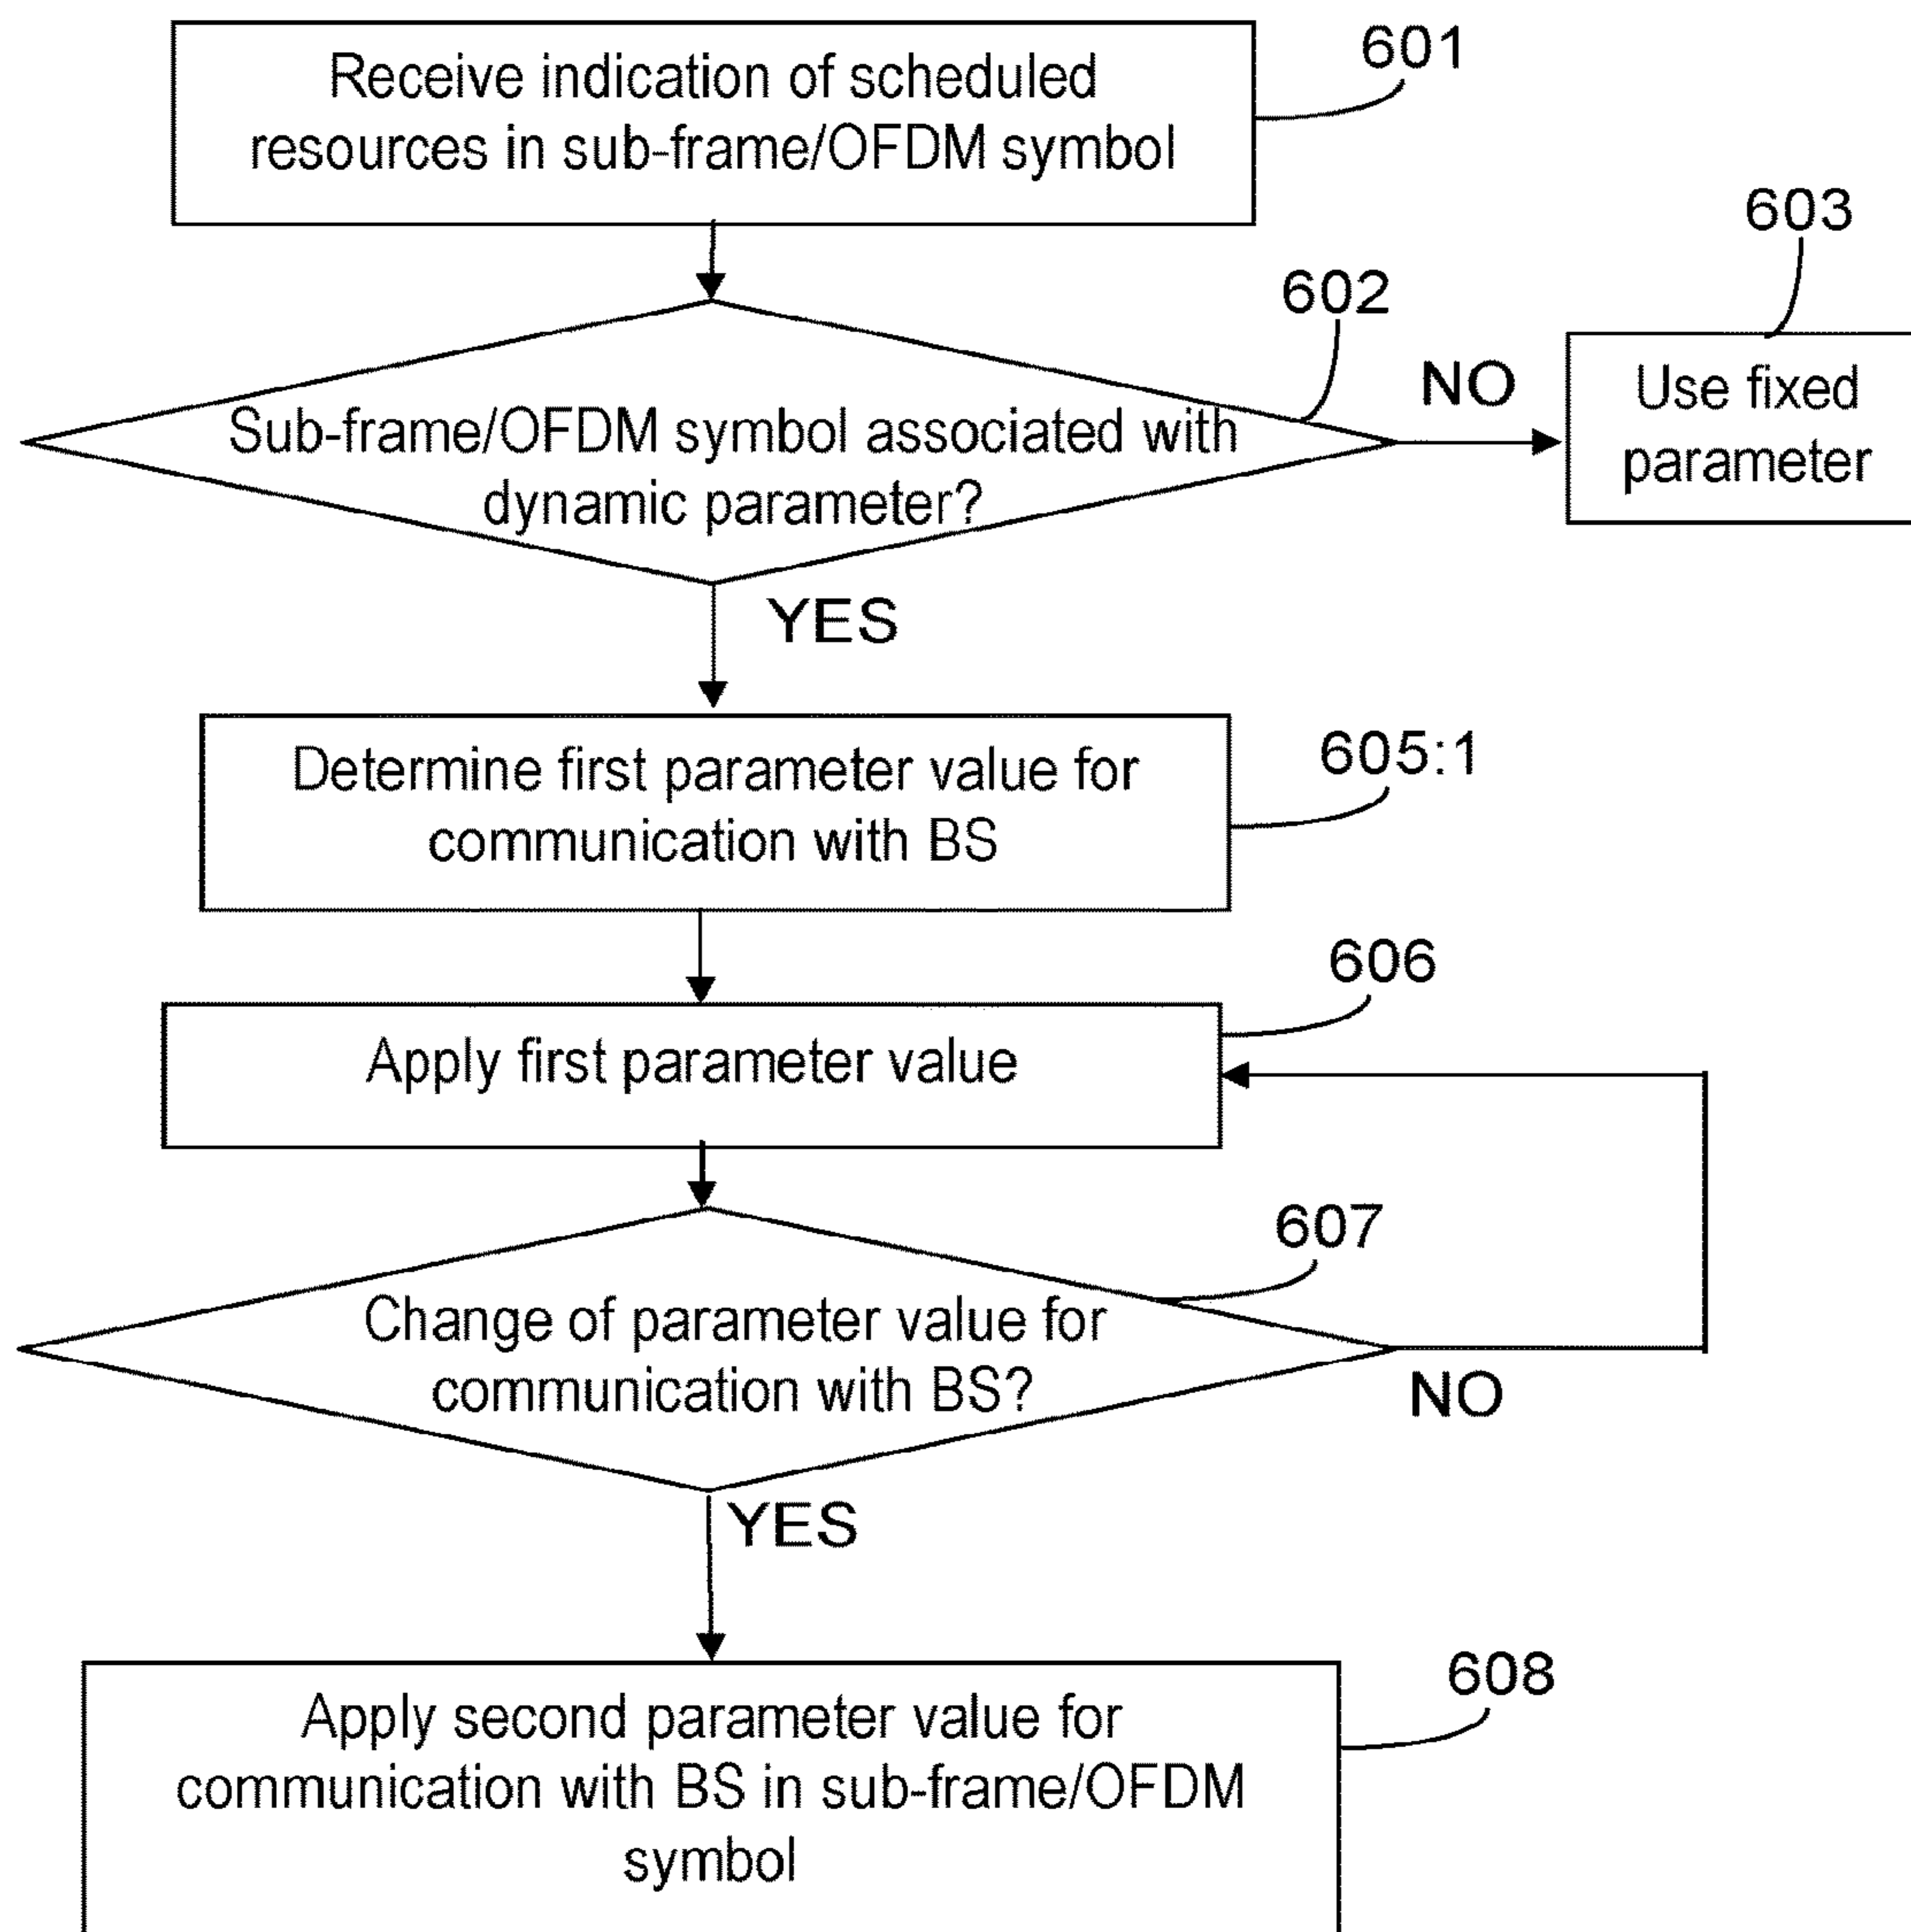 Receive indication of scheduled
resources in sub-frame/OFDM symbol
601
602
603
Sub-frame/OFDM symbol associated with
dynamic parameter?
NO
Use fixed
parameter
YES
Determine first parameter value for
communication with BS
605:1
606
Apply first parameter value
607
Change of parameter value for
communication with BS?
NO
YES
608
Apply second parameter value for
communication with BS in sub-frame/OFDM
symbol